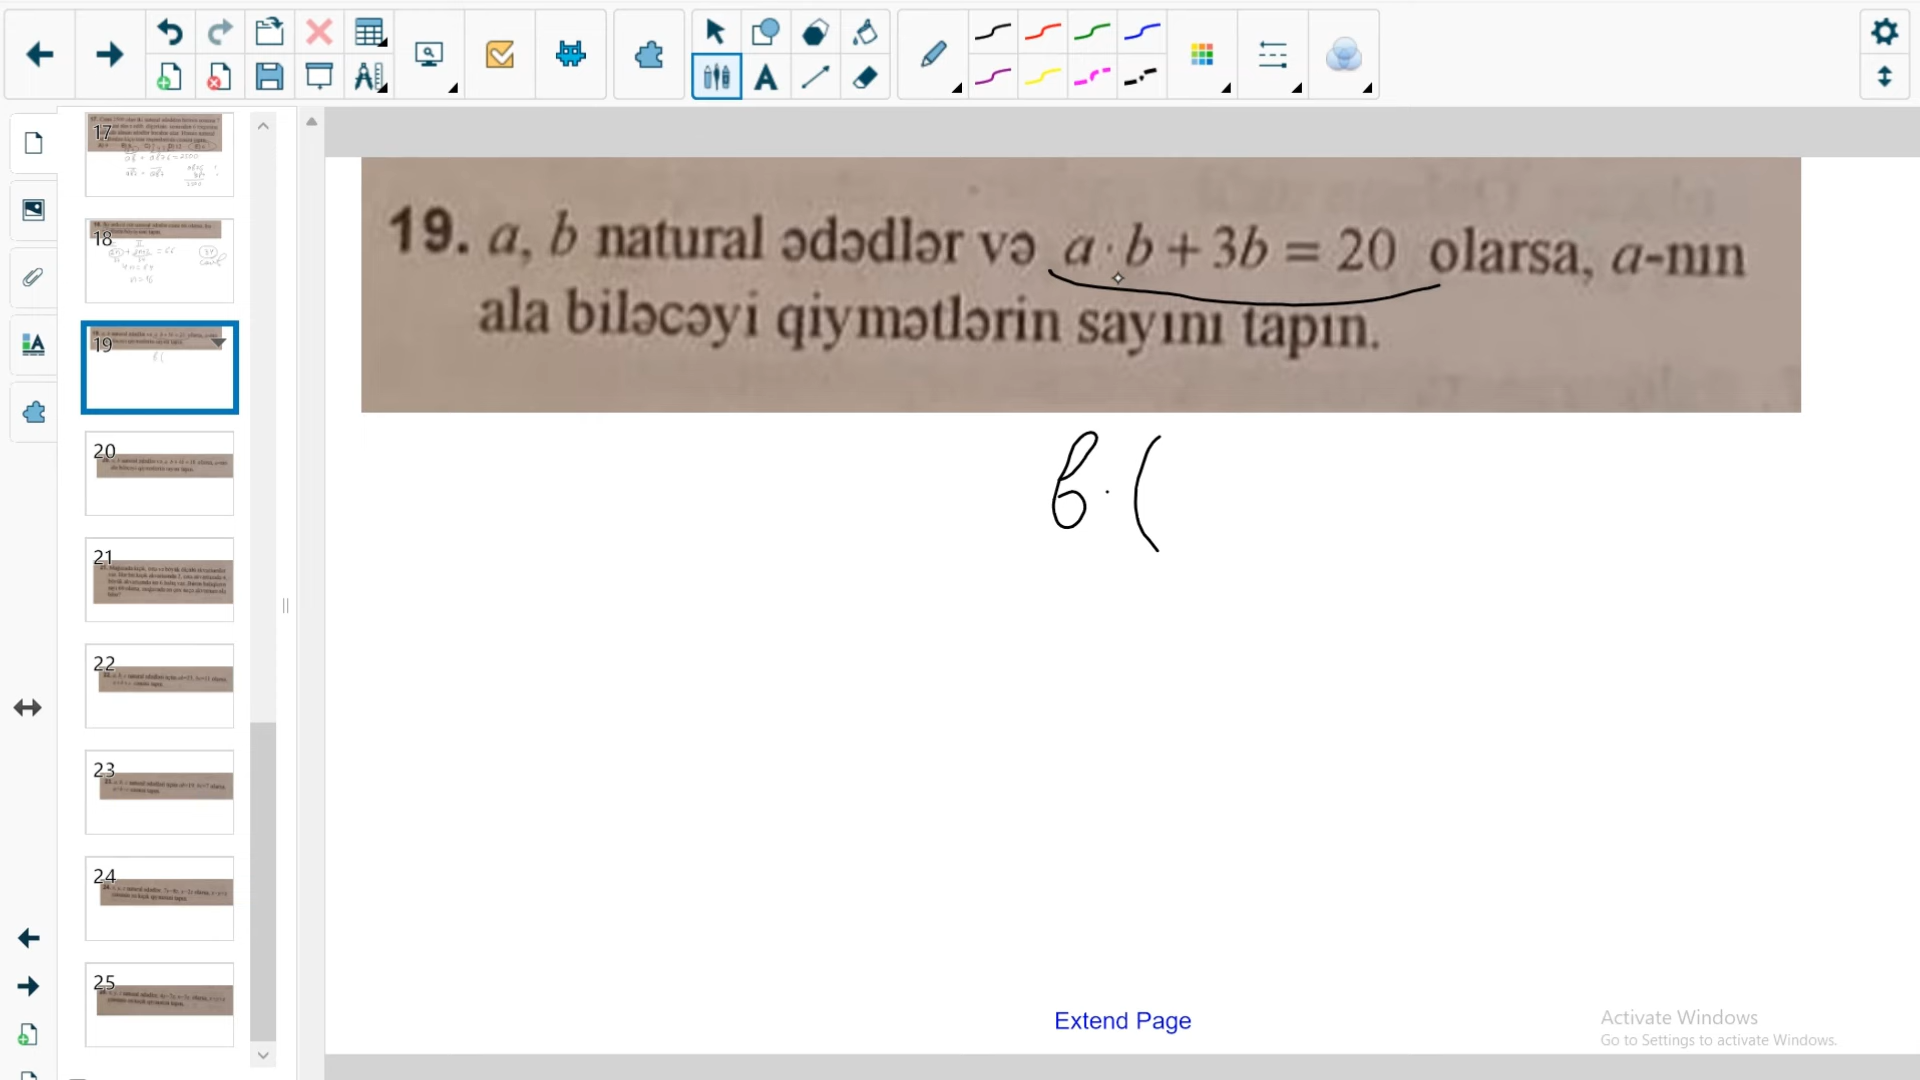 17
18
19
20
21
22
23
24
25
19. a, b natural ədədlər və a · b + 3b = 20 olarsa, a-nın
ala biləcəyi qiymətlərin sayını tapın.
в · (
Extend Page
Activate Windows
Go to Settings to activate Windows.